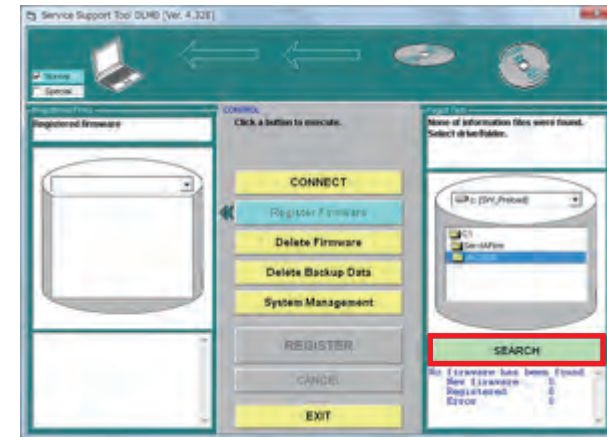 Service Support Tool DLMD [Ver. 4.32E]
Normal
Special
Registered firmware
CONTROL
Click a button to execute.
None of information files were found.
Select drive/folder.
CONNECT
Register Firmware
Delete Firmware
Delete Backup Data
System Management
REGISTER
CANCEL
EXIT
C:\
SEARCH
No firmware has been found
New firmware 0
Registered 0
Error 0